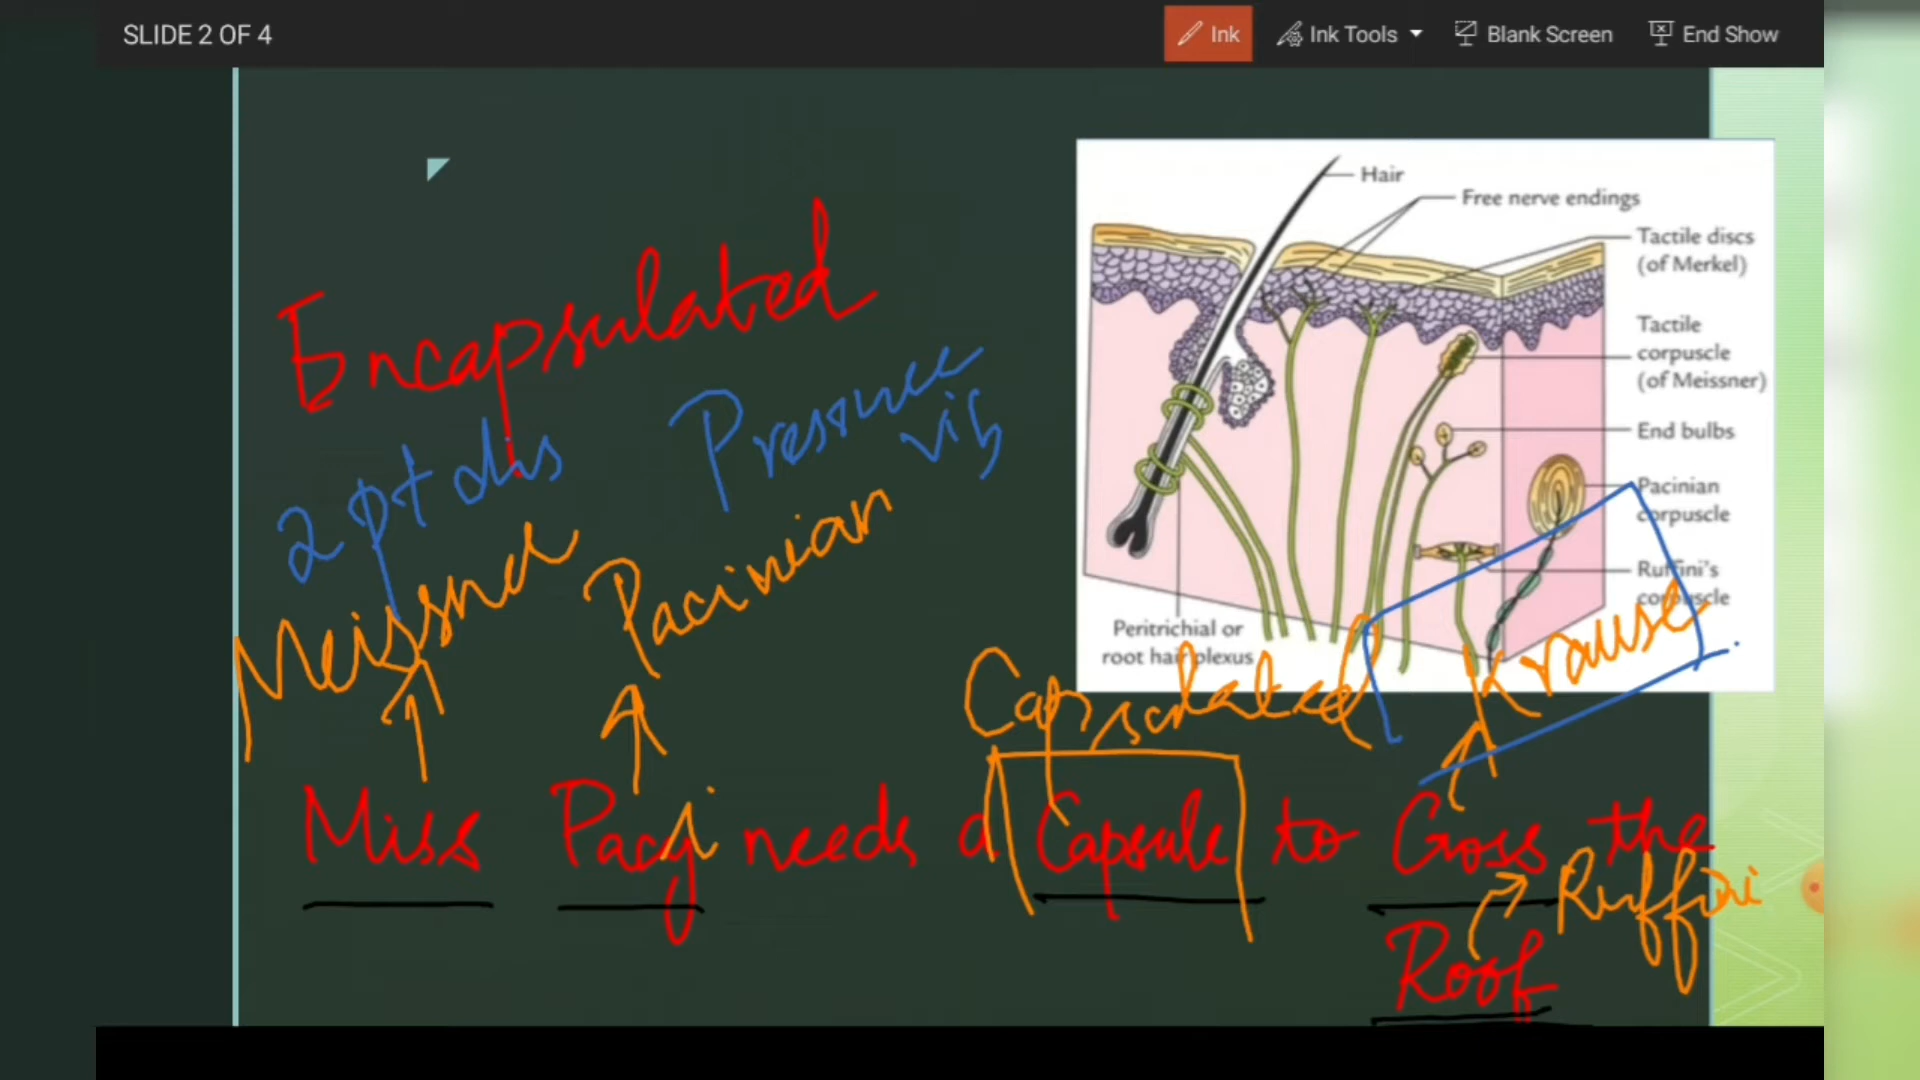 SLIDE 2 OF 4
Ink
Ink Tools
Blank Screen
End Show
Hair
Free nerve endings
Tactile discs
(of Merkel)
Tactile
corpuscle
(of Meissner)
End bulbs
Pacinian
corpuscle
Ruffini's
corpuscle
Peritrichial or
root hair plexus
Encapsulated
2 pt dis
Pressure
vib
Meissner
Pacinian
Capsulated
Krause
Miss Pacy needs a Capsule to Cross the
Ruffini
Roof